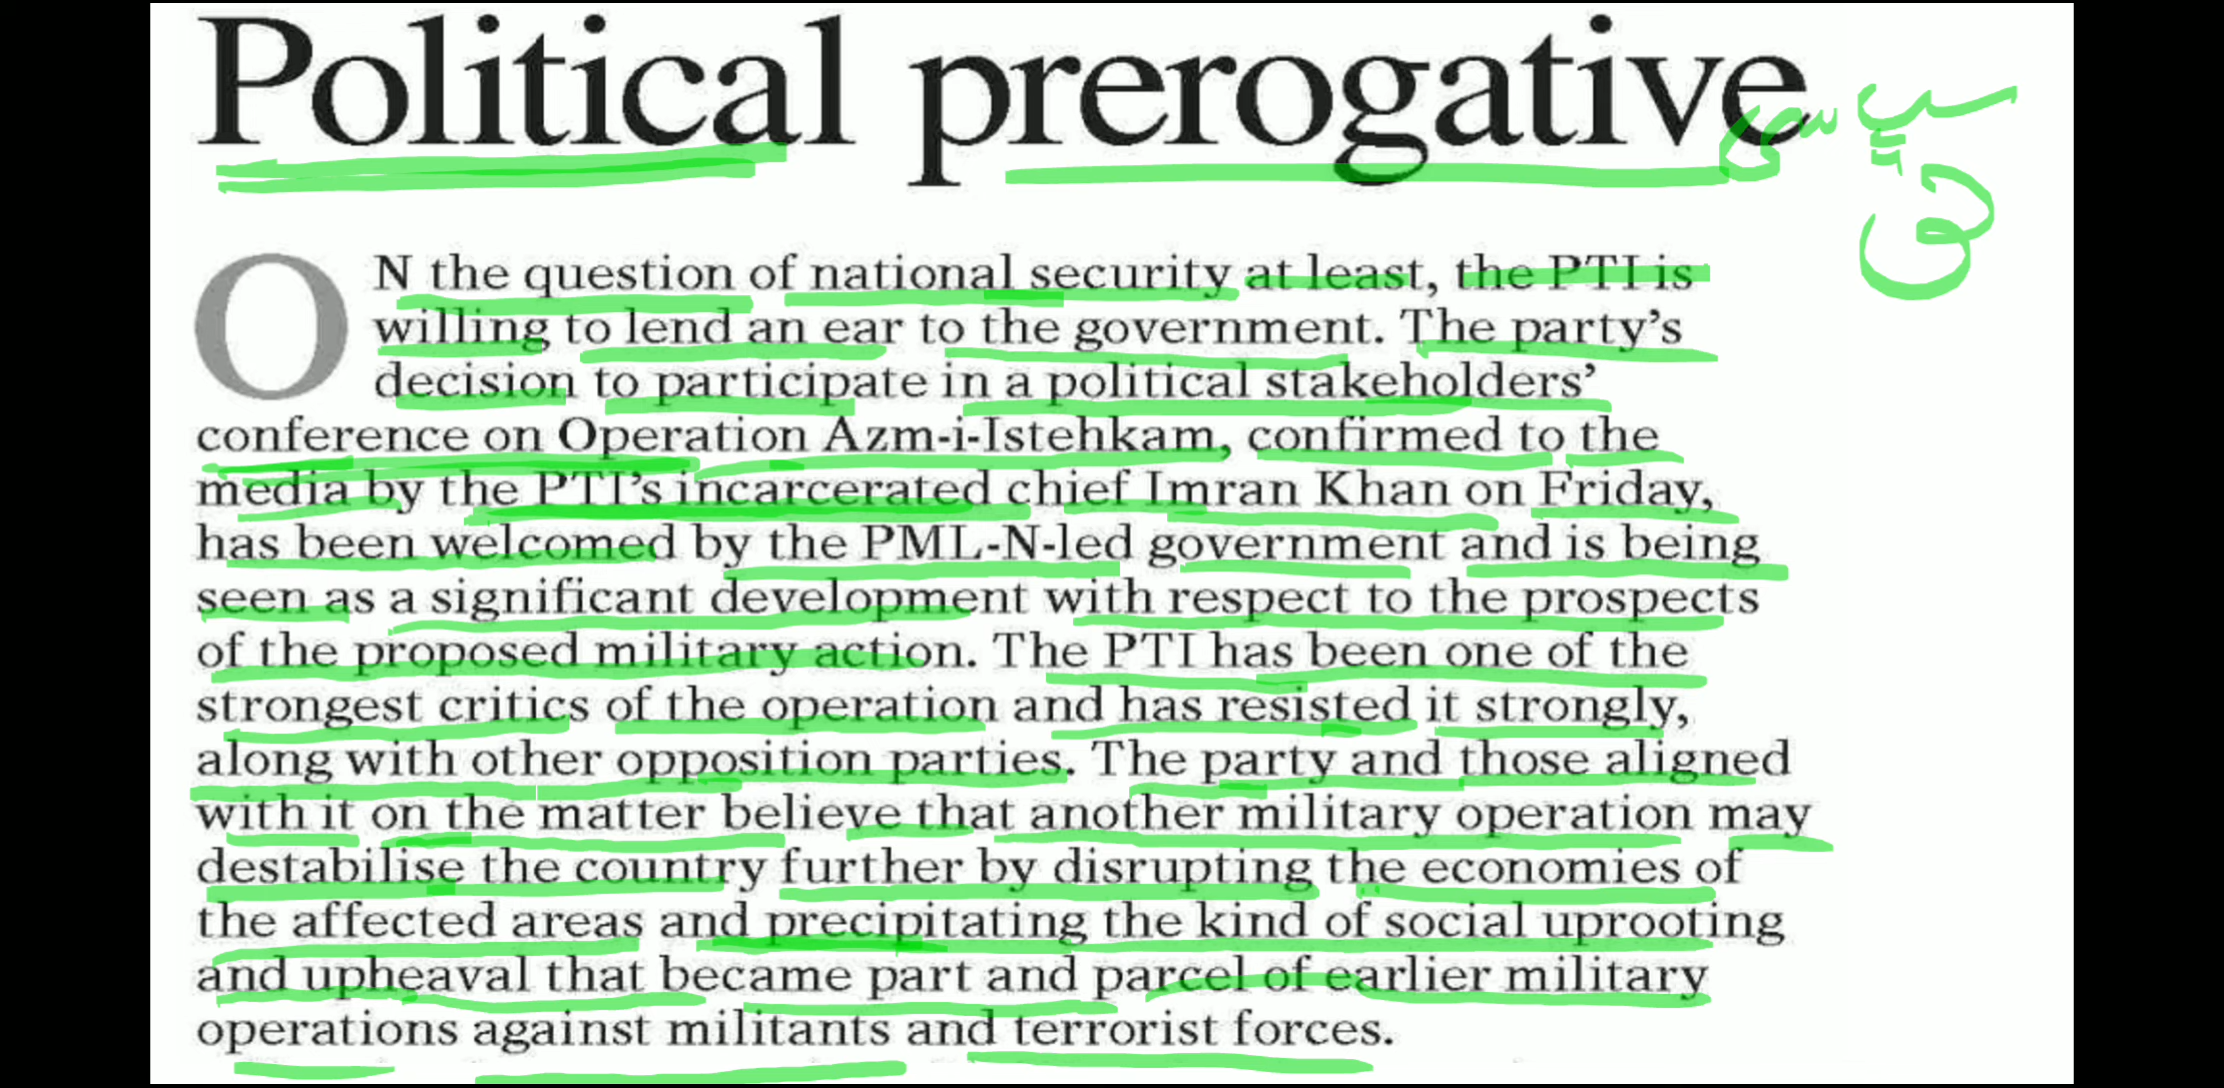 Political prerogative
سیاسی
حق
ON the question of national security at least, the PTI is
willing to lend an ear to the government. The party’s
decision to participate in a political stakeholders’
conference on Operation Azm-i-Istehkam, confirmed to the
media by the PTI’s incarcerated chief Imran Khan on Friday,
has been welcomed by the PML-N-led government and is being
seen as a significant development with respect to the prospects
of the proposed military action. The PTI has been one of the
strongest critics of the operation and has resisted it strongly,
along with other opposition parties. The party and those aligned
with it on the matter believe that another military operation may
destabilise the country further by disrupting the economies of
the affected areas and precipitating the kind of social uprooting
and upheaval that became part and parcel of earlier military
operations against militants and terrorist forces.